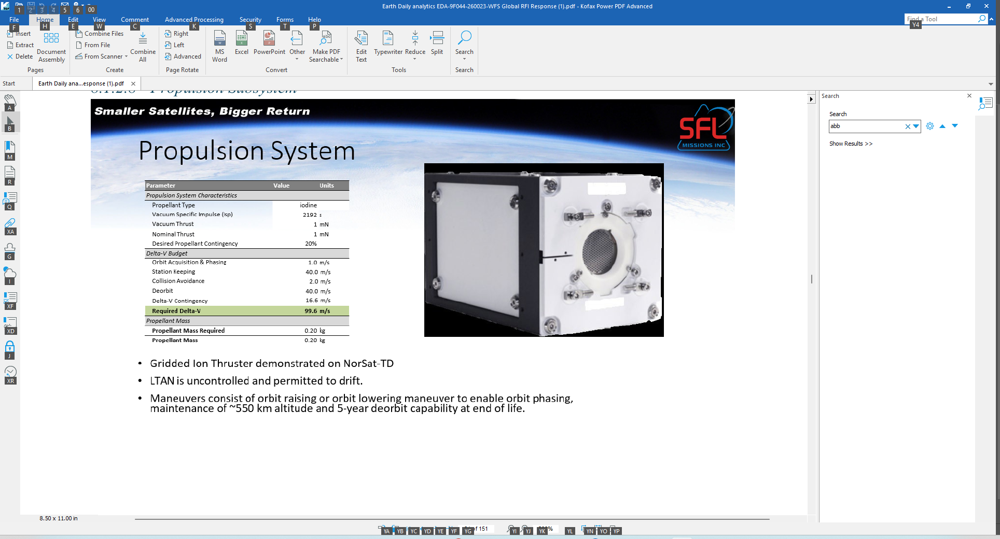 Earth Daily analytics EDA-9F044-260023-WFS Global RFI Response (1).pdf - Kofax Power PDF Advanced
1 2 3 4 5 6 00
File Home Edit View Comment Advanced Processing Security Forms Help
Find a Tool
F H E W C K S T P
Y4
Insert
Extract
Delete
Document
Assembly
Pages
Combine Files
From File
From Scanner
Combine
All
Create
Right
Left
Advanced
Page Rotate
MS
Word
Excel
PowerPoint
Other
Make PDF
Searchable
Convert
Edit
Text
Typewriter
Reduce
Split
Tools
Search
Search
Start
Earth Daily ana...esponse (1).pdf
A
B
M
R
Q
XA
G
I
XF
XD
J
XR
Propulsion Subsystem
Smaller Satellites, Bigger Return
SFL
MISSIONS INC
Propulsion System
Parameter Value Units
Propulsion System Characteristics
Propellant Type iodine
Vacuum Specific Impulse (Isp) 2192 s
Vacuum Thrust 1 mN
Nominal Thrust 1 mN
Desired Propellant Contingency 20%
Delta-V Budget
Orbit Acquisition & Phasing 1.0 m/s
Station Keeping 40.0 m/s
Collision Avoidance 2.0 m/s
Deorbit 40.0 m/s
Delta-V Contingency 16.6 m/s
Required Delta-V 99.6 m/s
Propellant Mass
Propellant Mass Required 0.20 kg
Propellant Mass 0.20 kg
• Gridded Ion Thruster demonstrated on NorSat-TD
• LTAN is uncontrolled and permitted to drift.
• Maneuvers consist of orbit raising or orbit lowering maneuver to enable orbit phasing,
maintenance of ~550 km altitude and 5-year deorbit capability at end of life.
Search
Search
abb
Show Results >>
8.50 x 11.00 in
of 151
YA YB YC YD YE YF YG YI YJ YK YL YN YO YP